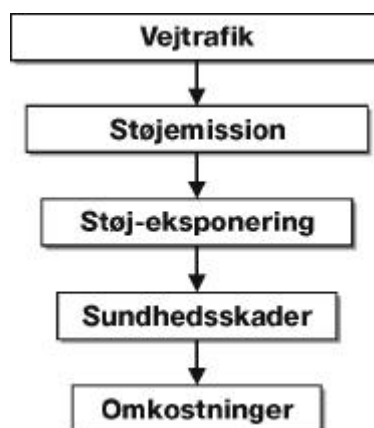 Vejtrafik
Støjemission
Støj-eksponering
Sundhedsskader
Omkostninger